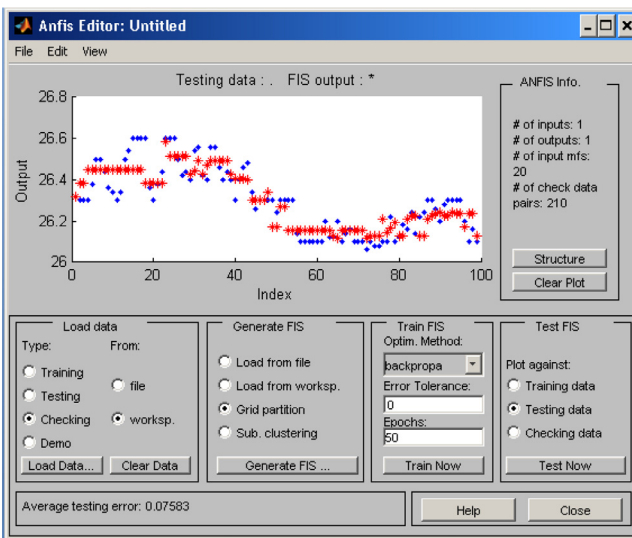 Anfis Editor: Untitled
File Edit View
Testing data : . FIS output : *
26.8
26.6
26.4
26.2
26
Output
0 20 40 60 80 100
Index
ANFIS Info.
# of inputs: 1
# of outputs: 1
# of input mfs:
20
# of check data
pairs: 210
Structure
Clear Plot
Load data
Type: From:
Training
Testing
Checking
Demo
file
worksp.
Load Data... Clear Data
Generate FIS
Load from file
Load from worksp.
Grid partition
Sub. clustering
Generate FIS ...
Train FIS
Optim. Method:
backpropa
Error Tolerance:
0
Epochs:
50
Train Now
Test FIS
Plot against:
Training data
Testing data
Checking data
Test Now
Average testing error: 0.07583
Help Close